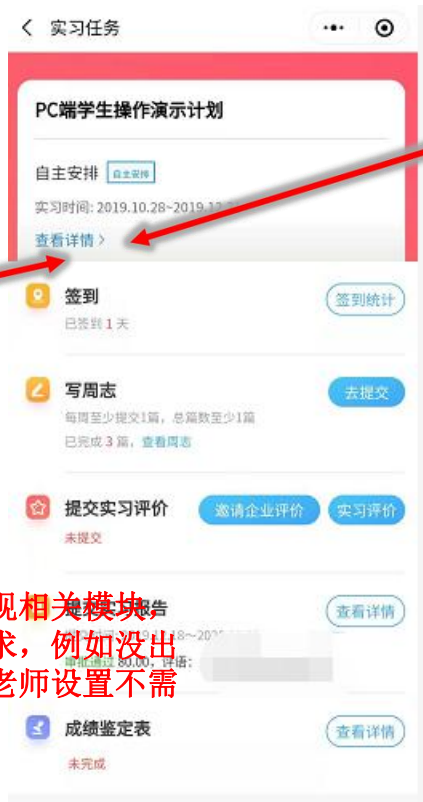 实习任务
PC端学生操作演示计划
自主安排 自主安排
实习时间: 2019.10.28~2019.12
查看详情 >
签到
签到统计
已签到 1 天
写周志
去提交
每周至少提交1篇，总篇数至少1篇
已完成 3 篇，查看周志
提交实习评价
邀请企业评价
实习评价
未提交
现相关模块，
报告
查看详情
求，例如没出
审批通过 80.00，评语：
老师设置不需
成绩鉴定表
查看详情
未完成